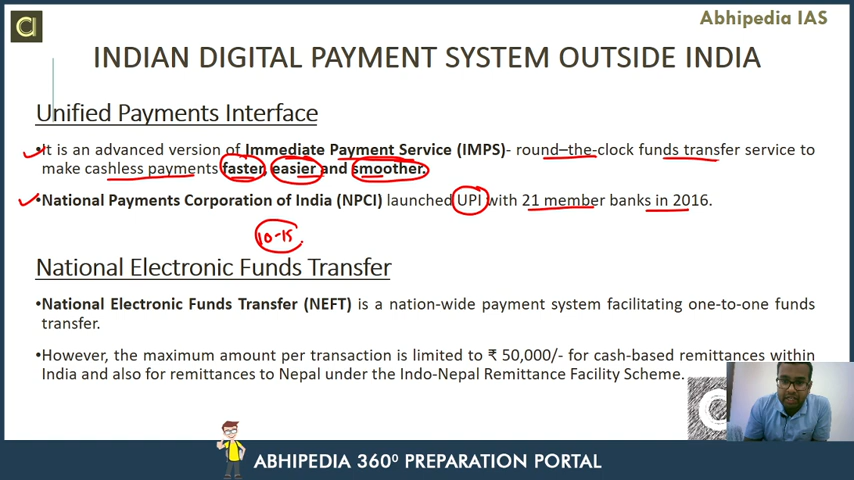 Abhipedia IAS
INDIAN DIGITAL PAYMENT SYSTEM OUTSIDE INDIA
Unified Payments Interface
•It is an advanced version of Immediate Payment Service (IMPS)- round–the-clock funds transfer service to
make cashless payments faster, easier and smoother.
•National Payments Corporation of India (NPCI) launched UPI with 21 member banks in 2016.
10-15
National Electronic Funds Transfer
•National Electronic Funds Transfer (NEFT) is a nation-wide payment system facilitating one-to-one funds
transfer.
•However, the maximum amount per transaction is limited to ₹ 50,000/- for cash-based remittances within
India and also for remittances to Nepal under the Indo-Nepal Remittance Facility Scheme.
ABHIPEDIA 360⁰ PREPARATION PORTAL